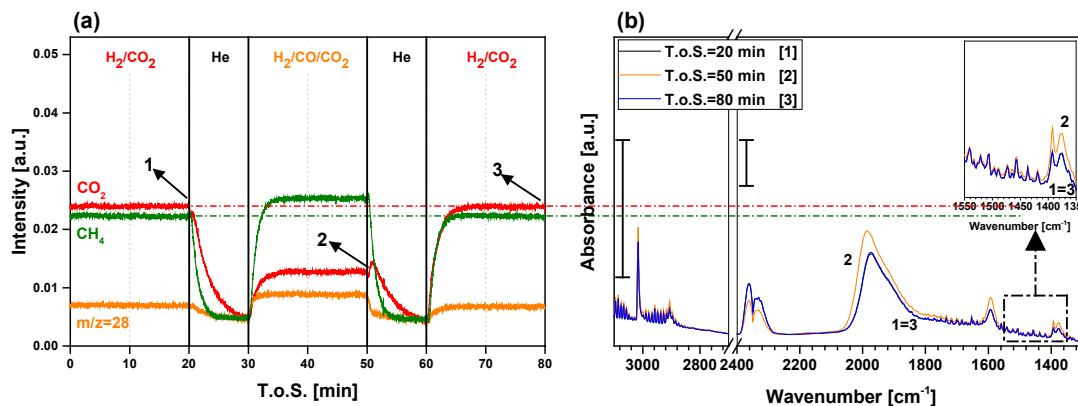 (a)
H2/CO2
He
H2/CO/CO2
He
H2/CO2
0.05
0.04
0.03
0.02
0.01
0.00
Intensity [a.u.]
1
3
CO2
CH4
2
m/z=28
0 10 20 30 40 50 60 70 80
T.o.S. [min]
(b)
T.o.S.=20 min [1]
T.o.S.=50 min [2]
T.o.S.=80 min [3]
Absorbance [a.u.]
2
1=3
1550 1500 1450 1400 135
Wavenumber [cm-1]
2
1=3
3000 2800 2400 2200 2000 1800 1600 1400
Wavenumber [cm-1]